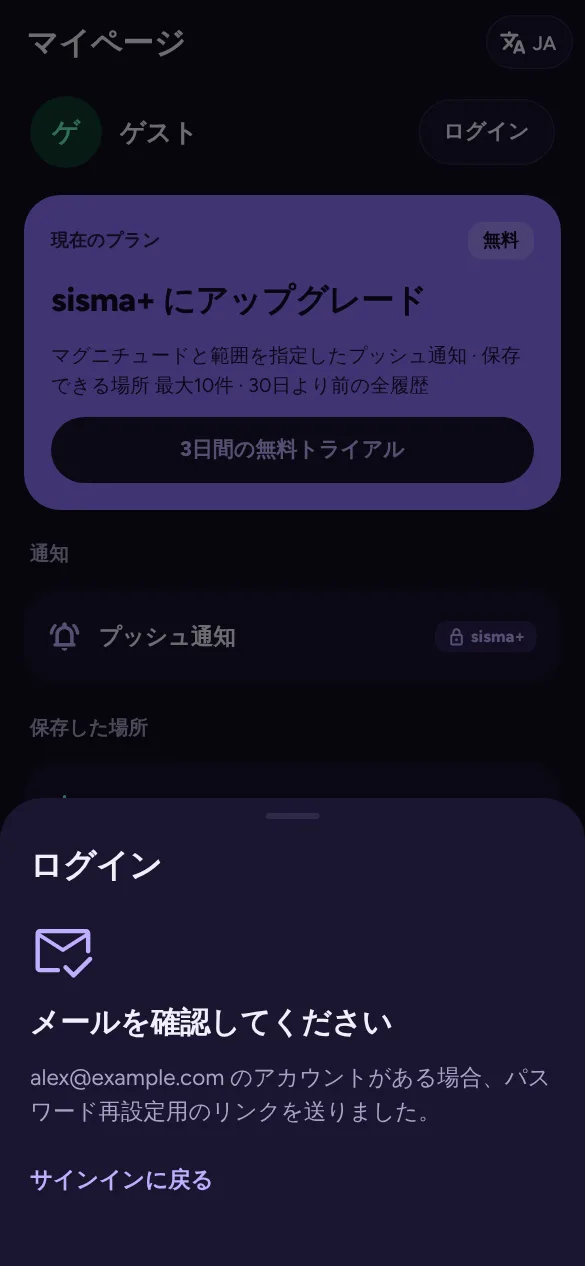 マイページ
JA
ゲ
ゲスト
ログイン
現在のプラン
無料
sisma+ にアップグレード
マグニチュードと範囲を指定したプッシュ通知 · 保存
できる場所 最大10件 · 30日より前の全履歴
3日間の無料トライアル
通知
プッシュ通知
sisma+
保存した場所
ログイン
メールを確認してください
alex@example.com のアカウントがある場合、パス
ワード再設定用のリンクを送りました。
サインインに戻る